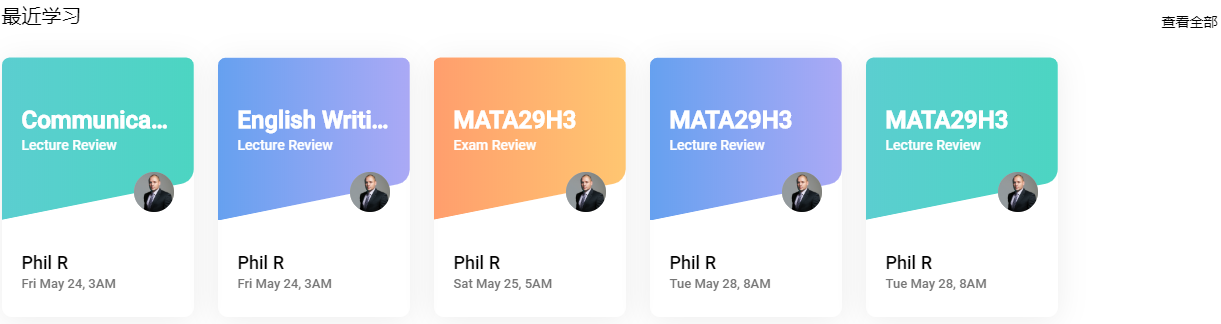 最近学习
查看全部
Communica...
Lecture Review
Phil R
Fri May 24, 3AM
English Writi...
Lecture Review
Phil R
Fri May 24, 3AM
MATA29H3
Exam Review
Phil R
Sat May 25, 5AM
MATA29H3
Lecture Review
Phil R
Tue May 28, 8AM
MATA29H3
Lecture Review
Phil R
Tue May 28, 8AM